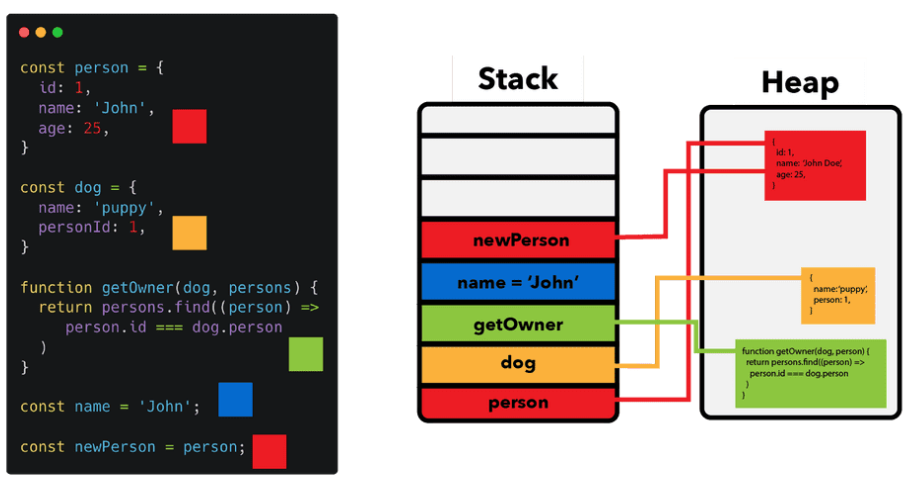 const person = {
id: 1,
name: 'John',
age: 25,
}
const dog = {
name: 'puppy',
personId: 1,
}
function getOwner(dog, persons) {
return persons.find((person) =>
person.id === dog.person
)
}
const name = 'John';
const newPerson = person;
Stack
newPerson
name = ‘John’
getOwner
dog
person
Heap
{
id: 1,
name: ‘John Doe’,
age: 25,
}
{
name:‘puppy’,
person: 1,
}
function getOwner(dog, person) {
return persons.find((person) =>
person.id === dog.person
)
}